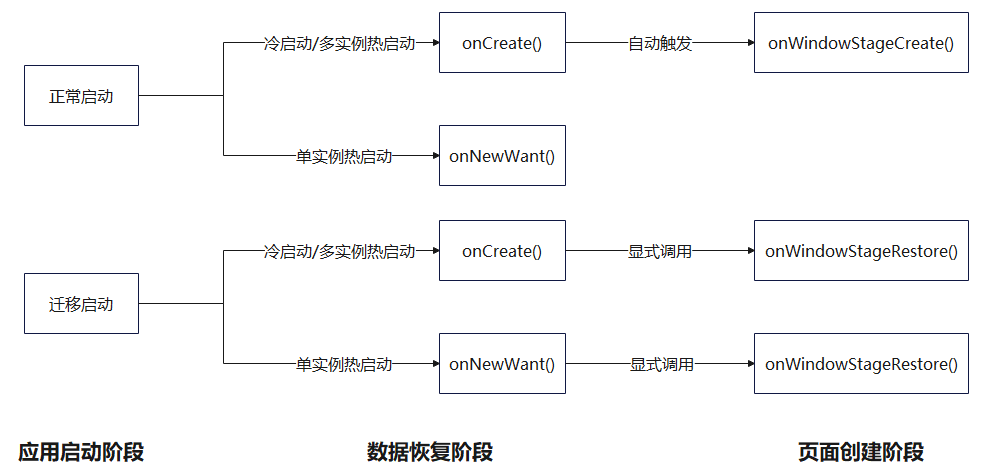 冷启动/多实例热启动
onCreate()
自动触发
onWindowStageCreate()
正常启动
单实例热启动
onNewWant()
冷启动/多实例热启动
onCreate()
显式调用
onWindowStageRestore()
迁移启动
单实例热启动
onNewWant()
显式调用
onWindowStageRestore()
应用启动阶段
数据恢复阶段
页面创建阶段